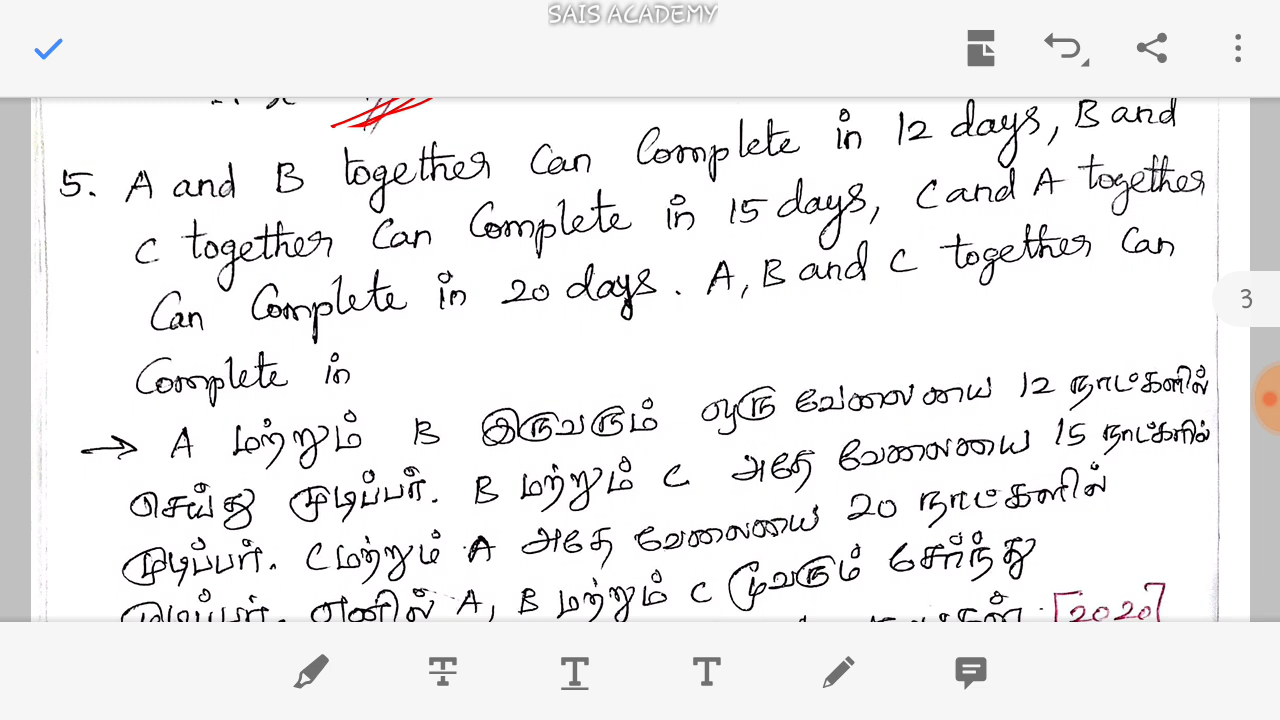 SAIS ACADEMY
5. A and B together Can Complete in 12 days, B and
C together Can Complete in 15 days, C and A together
Can Complete in 20 days. A, B and C together Can
Complete in
→ A மற்றும் B இருவரும் ஒரு வேலையை 12 நாட்களில்
செய்து முடிப்பர். B மற்றும் C அதே வேலையை 15 நாட்களில்
முடிப்பர். C மற்றும் A அதே வேலையை 20 நாட்களில்
முடிப்பர். எனில் A, B மற்றும் C மூவரும் சேர்ந்து
[2020]
3